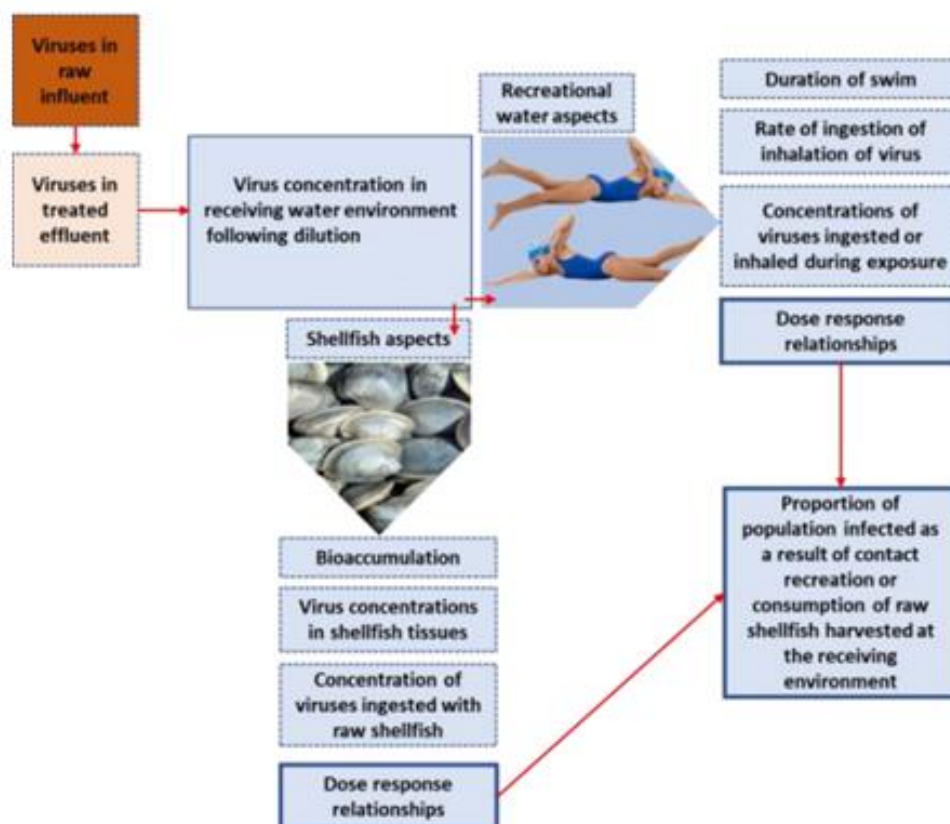 Viruses in
raw
influent
Viruses in
treated
effluent
Virus concentration in
receiving water environment
following dilution
Recreational
water aspects
Duration of swim
Rate of ingestion of
inhalation of virus
Concentrations of
viruses ingested or
inhaled during exposure
Dose response
relationships
Shellfish aspects
Bioaccumulation
Virus concentrations
in shellfish tissues
Concentration of
viruses ingested with
raw shellfish
Dose response
relationships
Proportion of
population infected as
a result of contact
recreation or
consumption of raw
shellfish harvested at
the receiving
environment